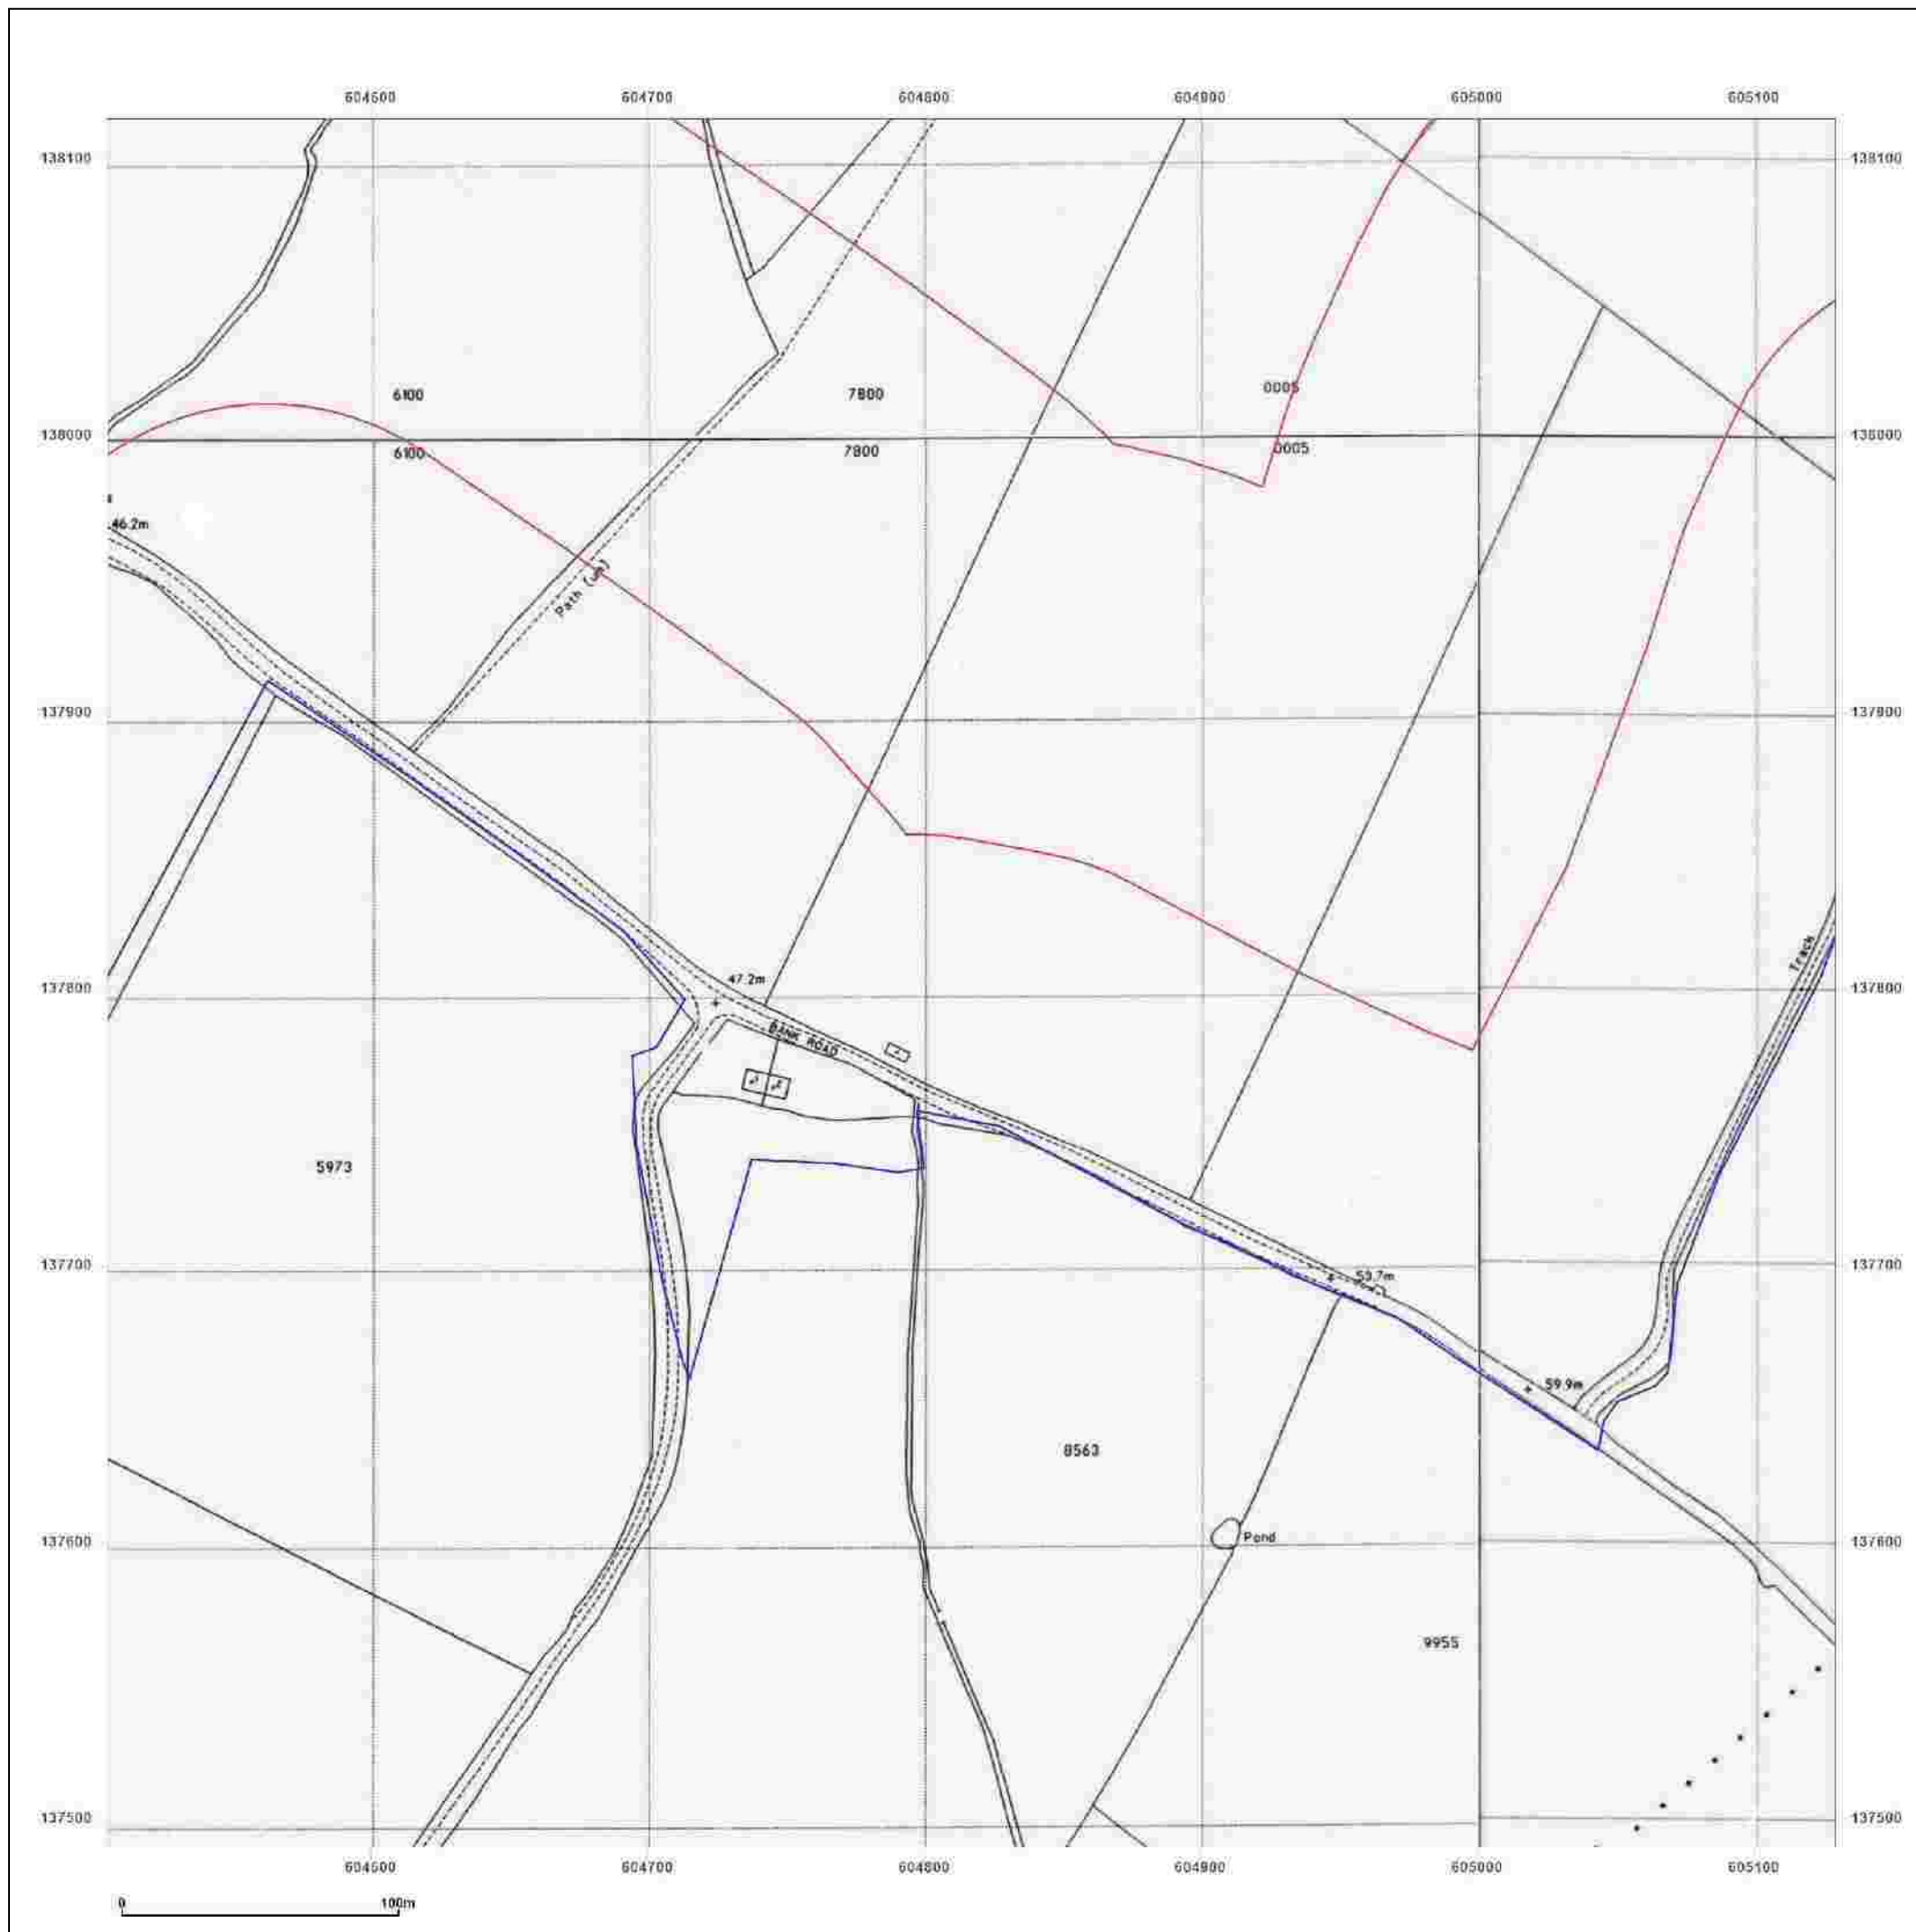 604600 604700 604800 604900 605000 605100
138100 138100
6100 7800 0005
138000 138000
6100 7800 0005
46.2m
Path (um)
137900 137900
47.2m
Track
137800 137800
BANK ROAD
5973
137700 137700
53.7m
59.9m
8563
Pond
137600 137600
9955
137500 137500
604600 604700 604800 604900 605000 605100
0 100m